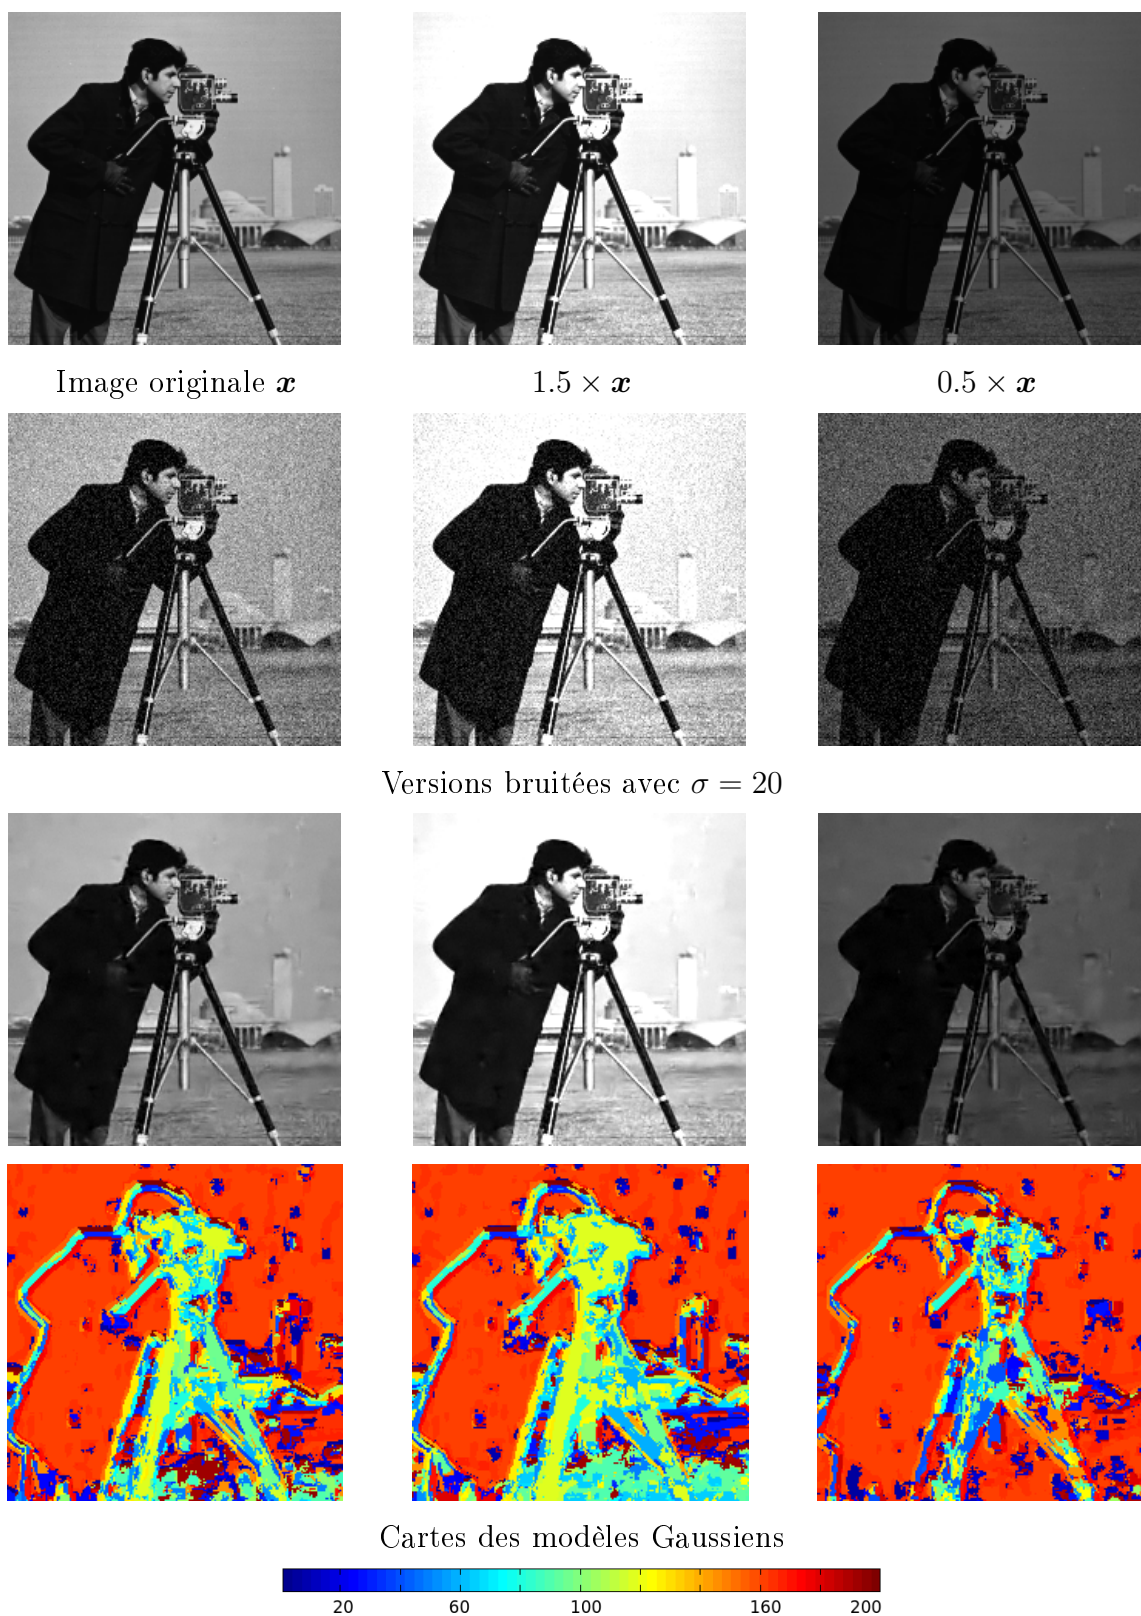 Image originale x
1.5 × x
0.5 × x
Versions bruitées avec σ = 20
Cartes des modèles Gaussiens
20 60 100 160 200